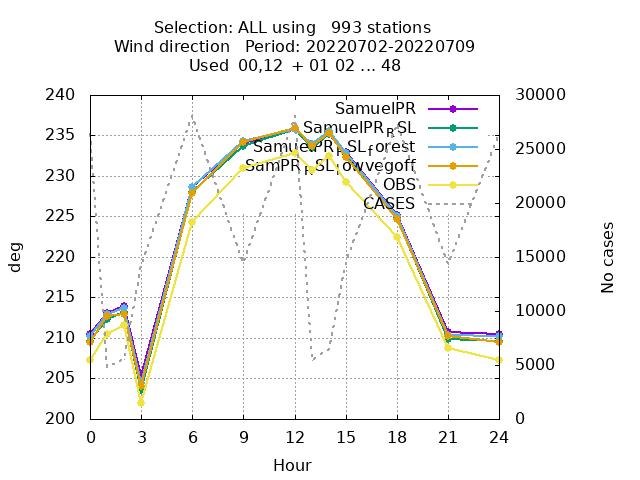 Selection: ALL using 993 stations
Wind direction Period: 20220702-20220709
Used 00,12 + 01 02 ... 48
240
235
230
225
220
215
210
205
200
30000
25000
20000
15000
10000
5000
0
deg
No cases
SamuelPR
SamuelPR_RSL
OBS
CASES
0 3 6 9 12 15 18 21 24
Hour